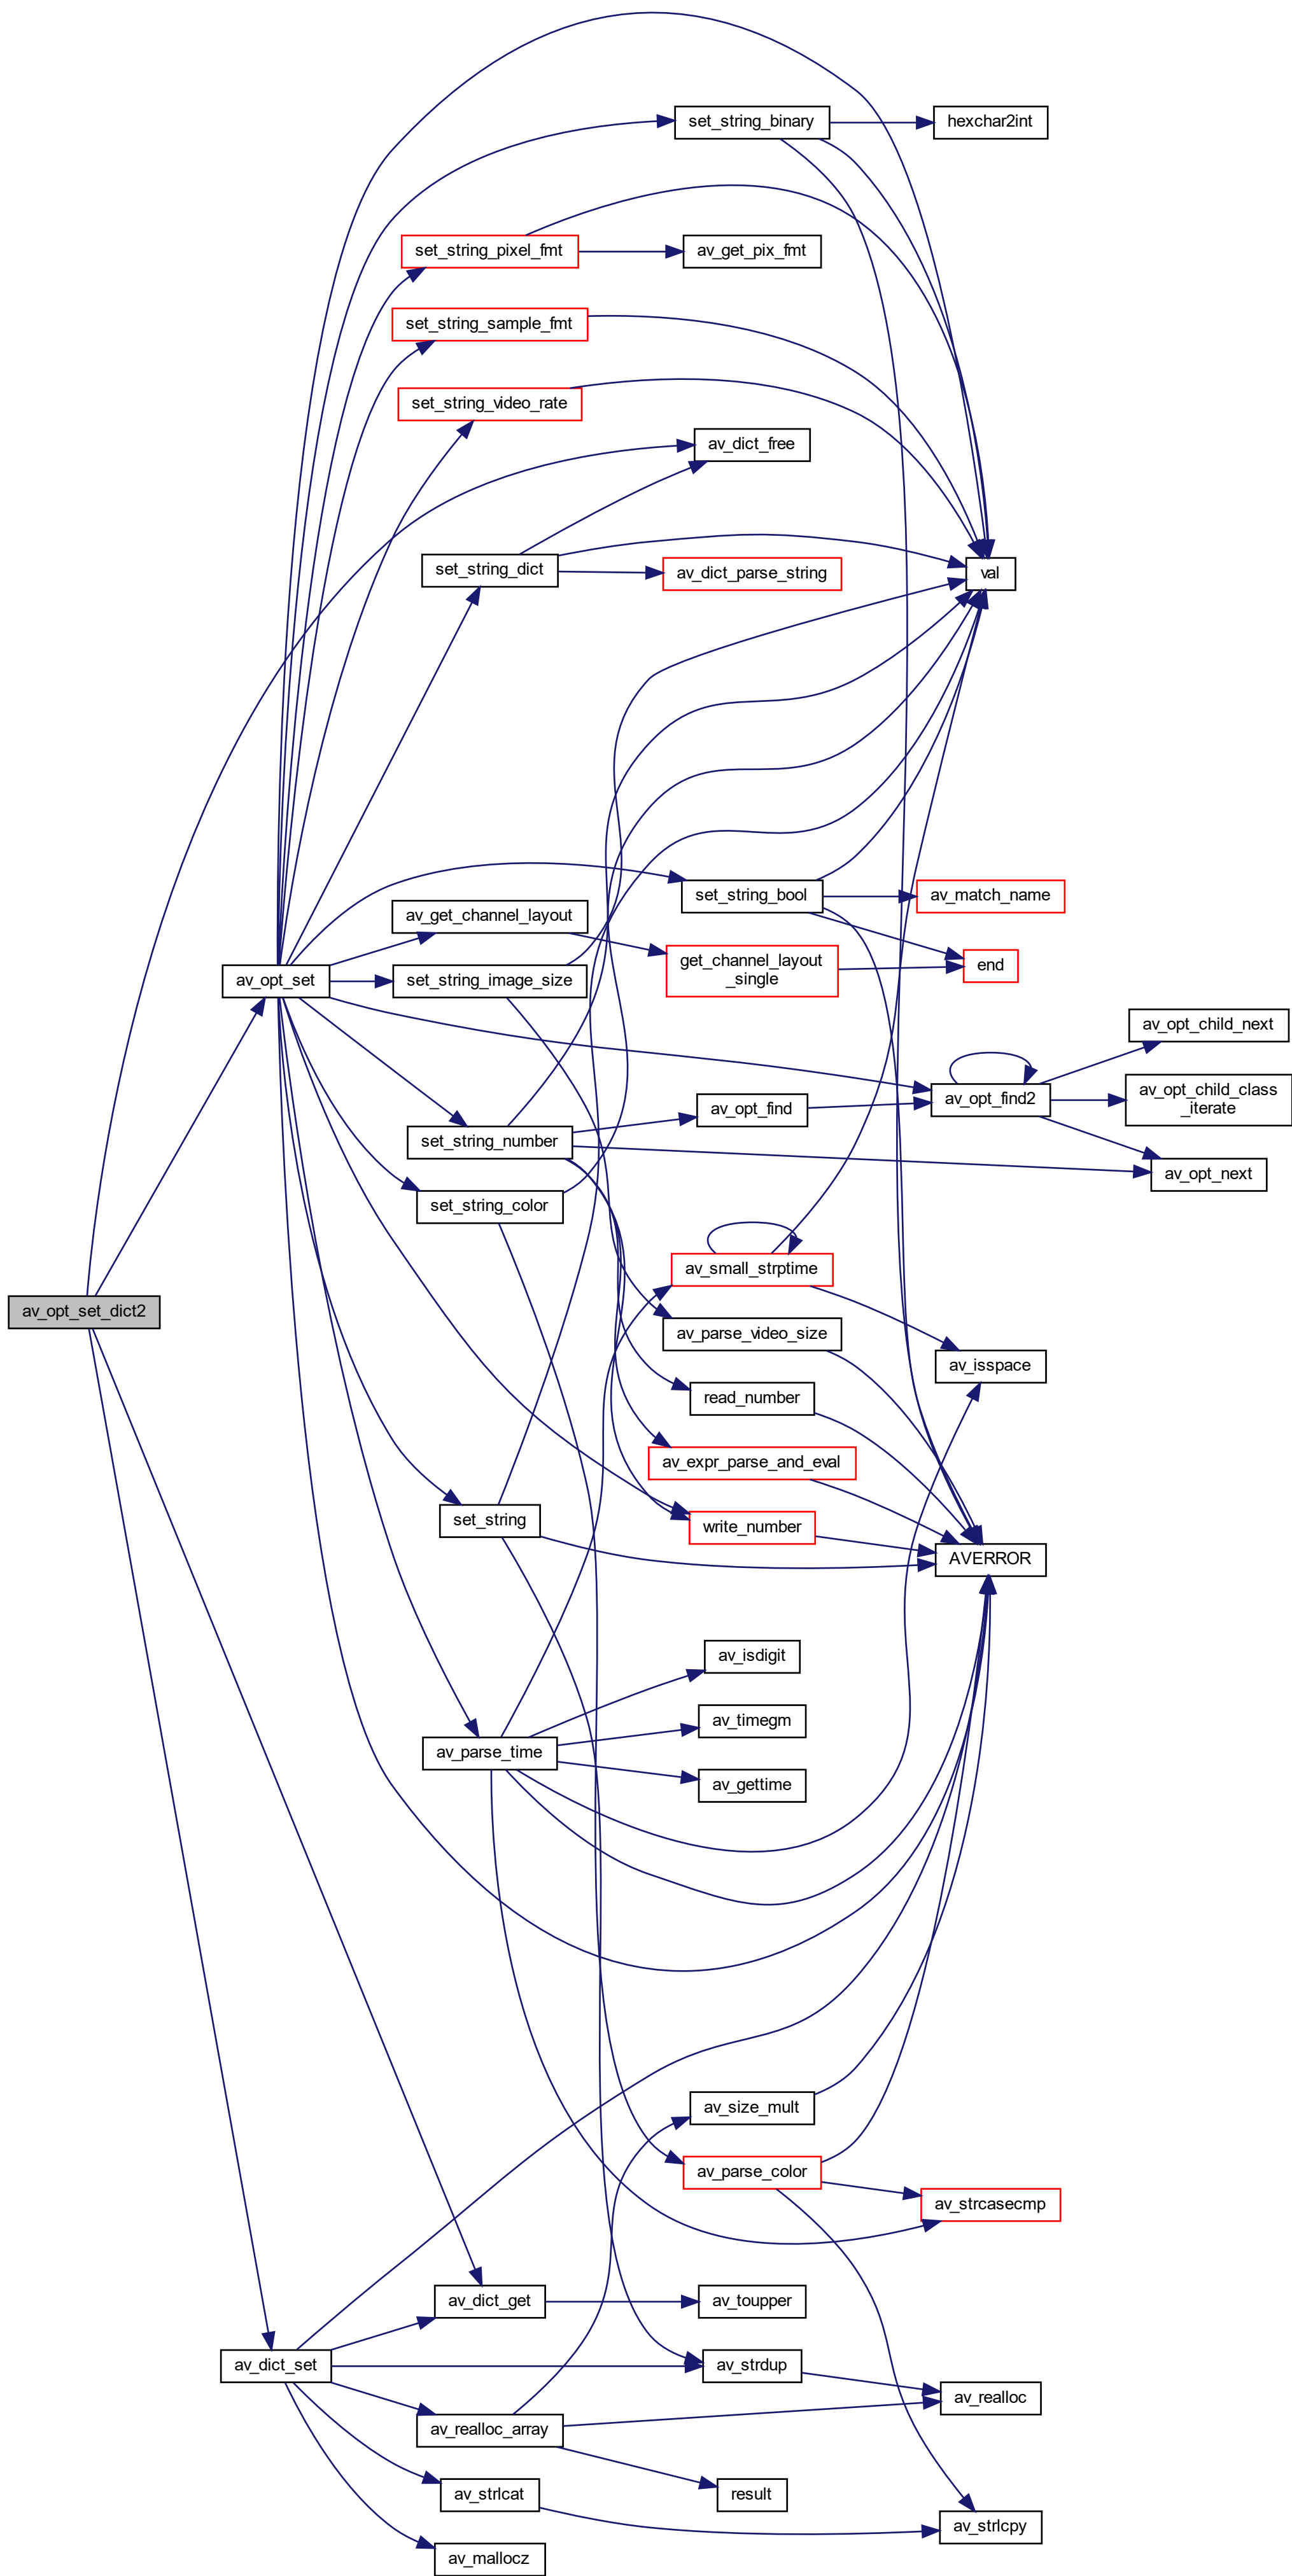 set_string_binary
hexchar2int
set_string_pixel_fmt
av_get_pix_fmt
set_string_sample_fmt
set_string_video_rate
av_dict_free
set_string_dict
av_dict_parse_string
val
set_string_bool
av_match_name
av_get_channel_layout
get_channel_layout
_single
end
av_opt_set
set_string_image_size
av_opt_child_next
av_opt_find2
av_opt_child_class
_iterate
av_opt_find
set_string_number
av_opt_next
set_string_color
av_small_strptime
av_opt_set_dict2
av_parse_video_size
av_isspace
read_number
av_expr_parse_and_eval
set_string
write_number
AVERROR
av_isdigit
av_timegm
av_parse_time
av_gettime
av_size_mult
av_parse_color
av_strcasecmp
av_dict_get
av_toupper
av_dict_set
av_strdup
av_realloc
av_realloc_array
av_strlcat
result
av_strlcpy
av_mallocz